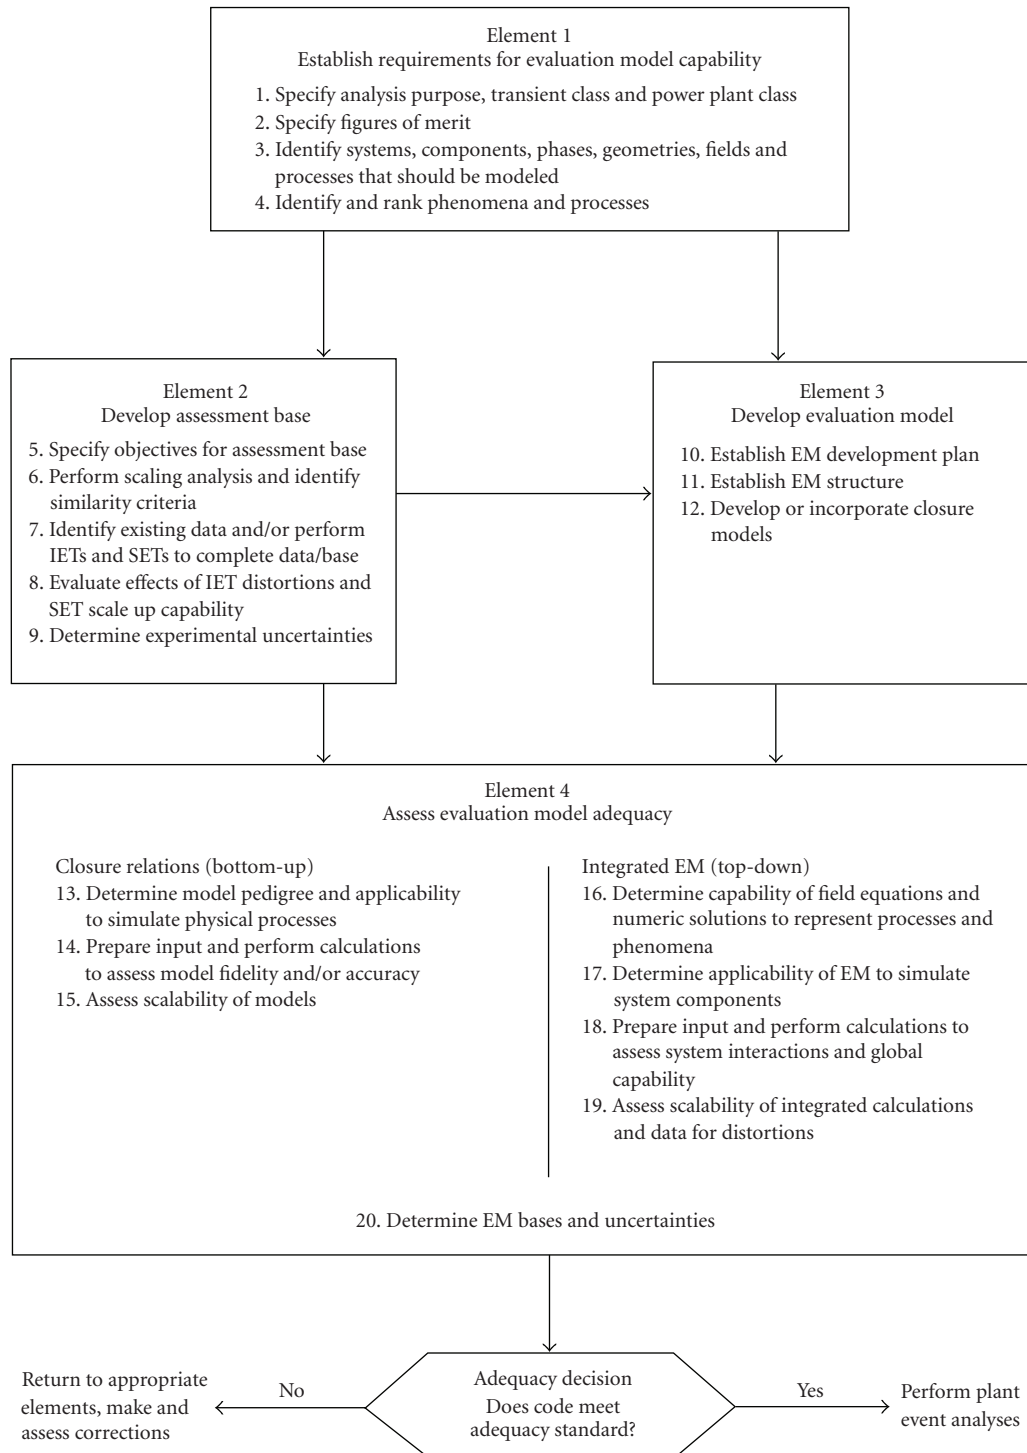 Element 1
Establish requirements for evaluation model capability
1. Specify analysis purpose, transient class and power plant class
2. Specify figures of merit
3. Identify systems, components, phases, geometries, fields and
processes that should be modeled
4. Identify and rank phenomena and processes
Element 2
Develop assessment base
5. Specify objectives for assessment base
6. Perform scaling analysis and identify
similarity criteria
7. Identify existing data and/or perform
IETs and SETs to complete data/base
8. Evaluate effects of IET distortions and
SET scale up capability
9. Determine experimental uncertainties
Element 3
Develop evaluation model
10. Establish EM development plan
11. Establish EM structure
12. Develop or incorporate closure
models
Element 4
Assess evaluation model adequacy
Closure relations (bottom-up)
13. Determine model pedigree and applicability
to simulate physical processes
14. Prepare input and perform calculations
to assess model fidelity and/or accuracy
15. Assess scalability of models
Integrated EM (top-down)
16. Determine capability of field equations and
numeric solutions to represent processes and
phenomena
17. Determine applicability of EM to simulate
system components
18. Prepare input and perform calculations to
assess system interactions and global
capability
19. Assess scalability of integrated calculations
and data for distortions
20. Determine EM bases and uncertainties
Adequacy decision
Does code meet
adequacy standard?
No
Return to appropriate
elements, make and
assess corrections
Yes
Perform plant
event analyses